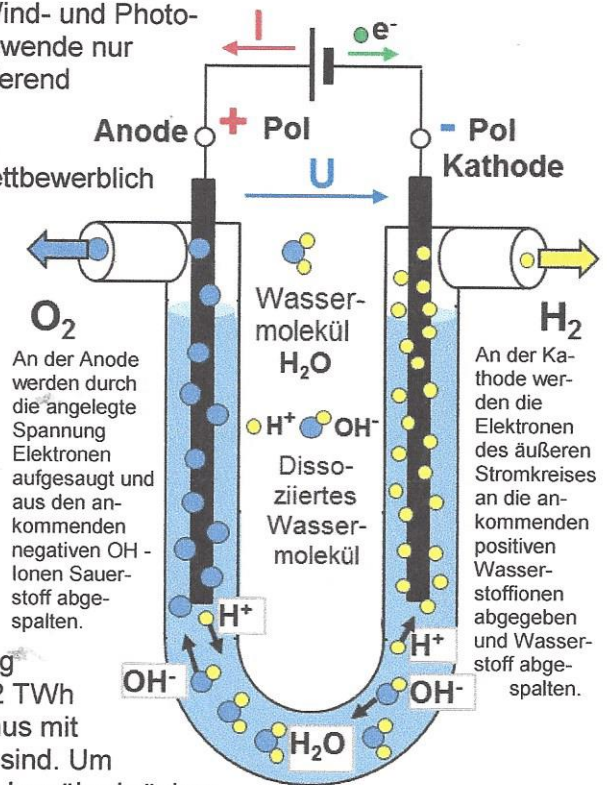 Wind- und Photo-
wende nur
erend
ettbewerblich
I
e-
Anode
+ Pol
- Pol
Kathode
U
O2
H2
Wasser-
molekül
H2O
H+
OH-
Disso-
ziiertes
Wasser-
molekül
An der Anode
werden durch
die angelegte
Spannung
Elektronen
aufgesaugt und
aus den an-
kommenden
negativen OH -
Ionen Sauer-
stoff abge-
spalten.
An der Ka-
thode wer-
den die
Elektronen
des äußeren
Stromkreises
an die an-
kommenden
positiven
Wasser-
stoffionen
abgegeben
und Wasser-
stoff abge-
spalten.
H+
OH-
H2O
H+
OH-
g
2 TWh
us mit
sind. Um